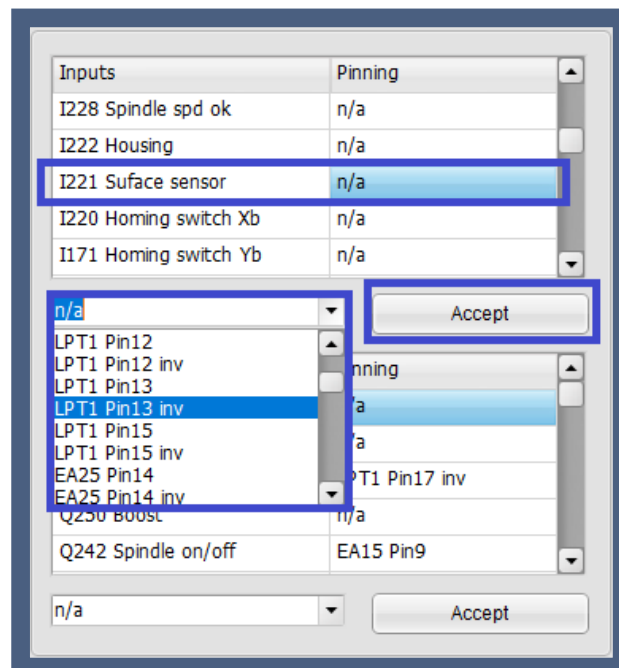 Inputs Pinning
I228 Spindle spd ok n/a
I222 Housing n/a
I221 Suface sensor n/a
I220 Homing switch Xb n/a
I171 Homing switch Yb n/a
n/a Accept
LPT1 Pin12
LPT1 Pin12 inv
LPT1 Pin13
LPT1 Pin13 inv
LPT1 Pin15
LPT1 Pin15 inv
EA25 Pin14
EA25 Pin14 inv
nning
'a
'a
PT1 Pin17 inv
Q250 Boost n/a
Q242 Spindle on/off EA15 Pin9
n/a Accept